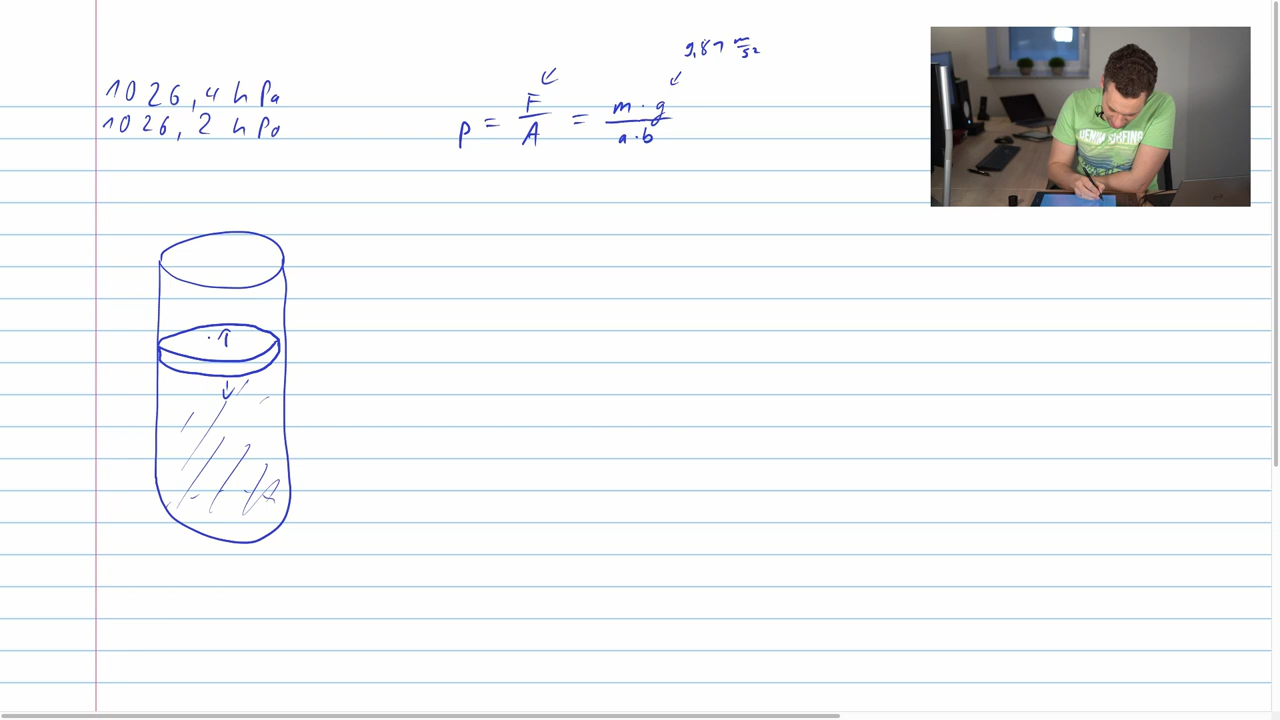 1026,4 hPa
1026,2 hPa
9,81 m/s²
p = F/A = m·g/a·b